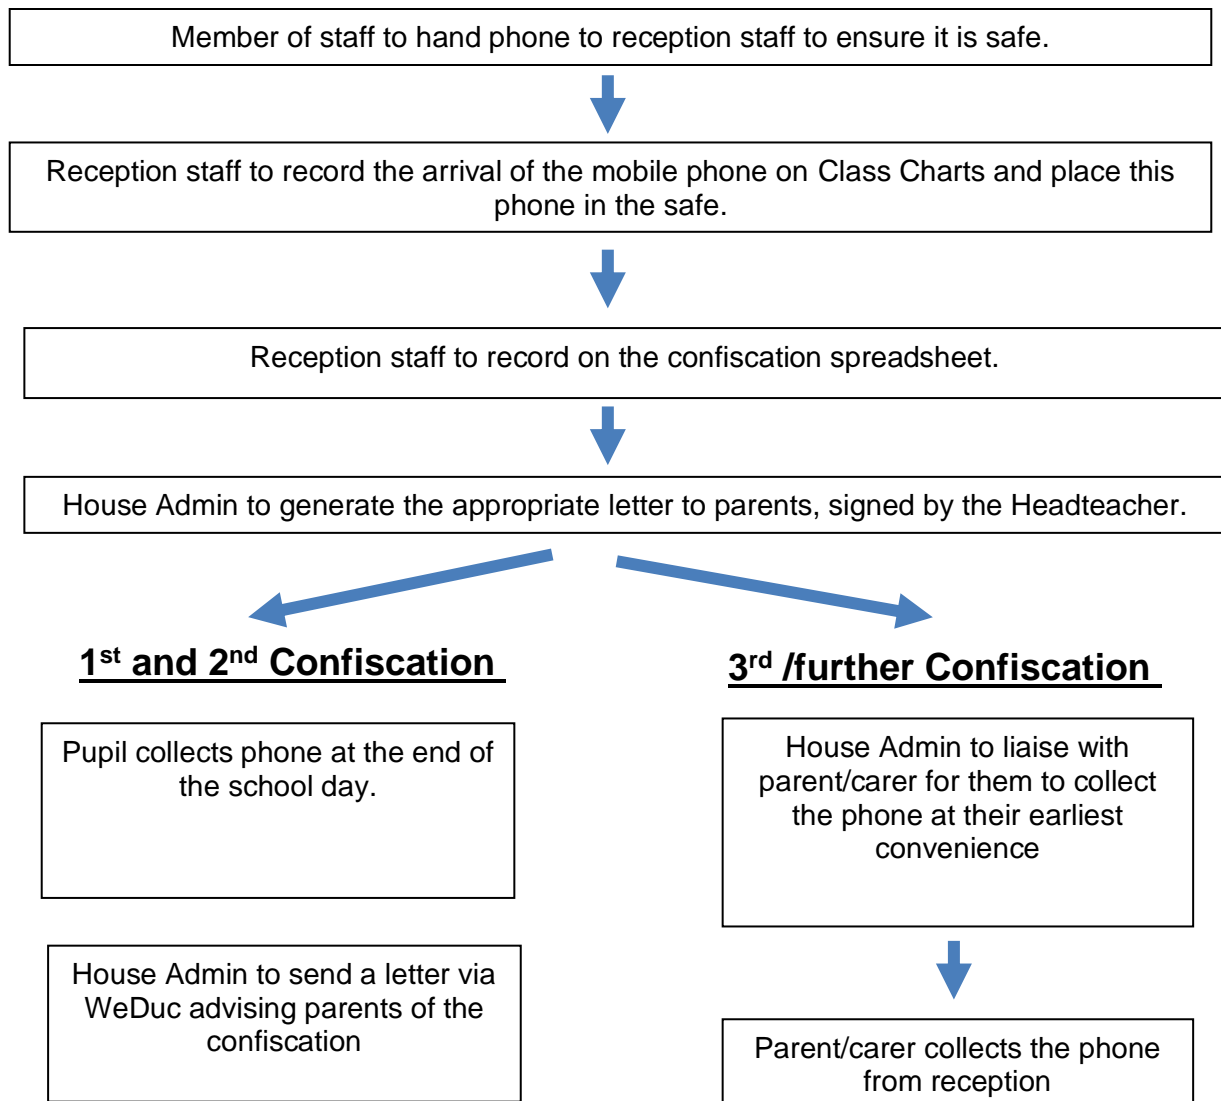 Member of staff to hand phone to reception staff to ensure it is safe.
Reception staff to record the arrival of the mobile phone on Class Charts and place this
phone in the safe.
Reception staff to record on the confiscation spreadsheet.
House Admin to generate the appropriate letter to parents, signed by the Headteacher.
1st and 2nd Confiscation
Pupil collects phone at the end of
the school day.
House Admin to send a letter via
WeDuc advising parents of the
confiscation
3rd /further Confiscation
House Admin to liaise with
parent/carer for them to collect
the phone at their earliest
convenience
Parent/carer collects the phone
from reception